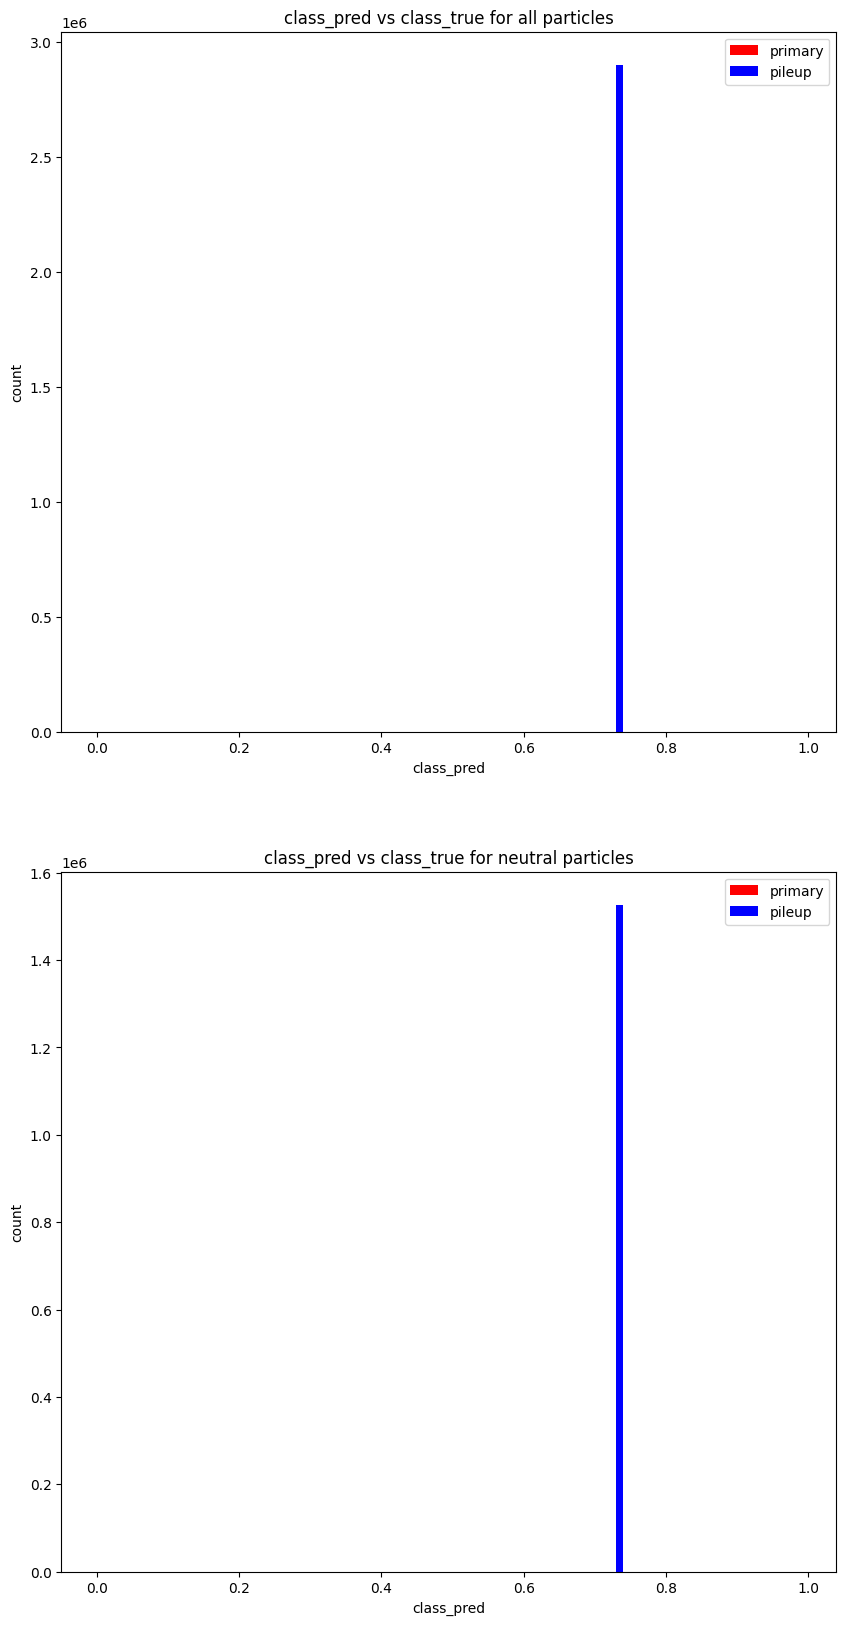 class_pred vs class_true for all particles
1e6
3.0
2.5
2.0
1.5
1.0
0.5
0.0
count
primary
pileup
0.0 0.2 0.4 0.6 0.8 1.0
class_pred
class_pred vs class_true for neutral particles
1e6
1.6
1.4
1.2
1.0
0.8
0.6
0.4
0.2
0.0
count
primary
pileup
0.0 0.2 0.4 0.6 0.8 1.0
class_pred